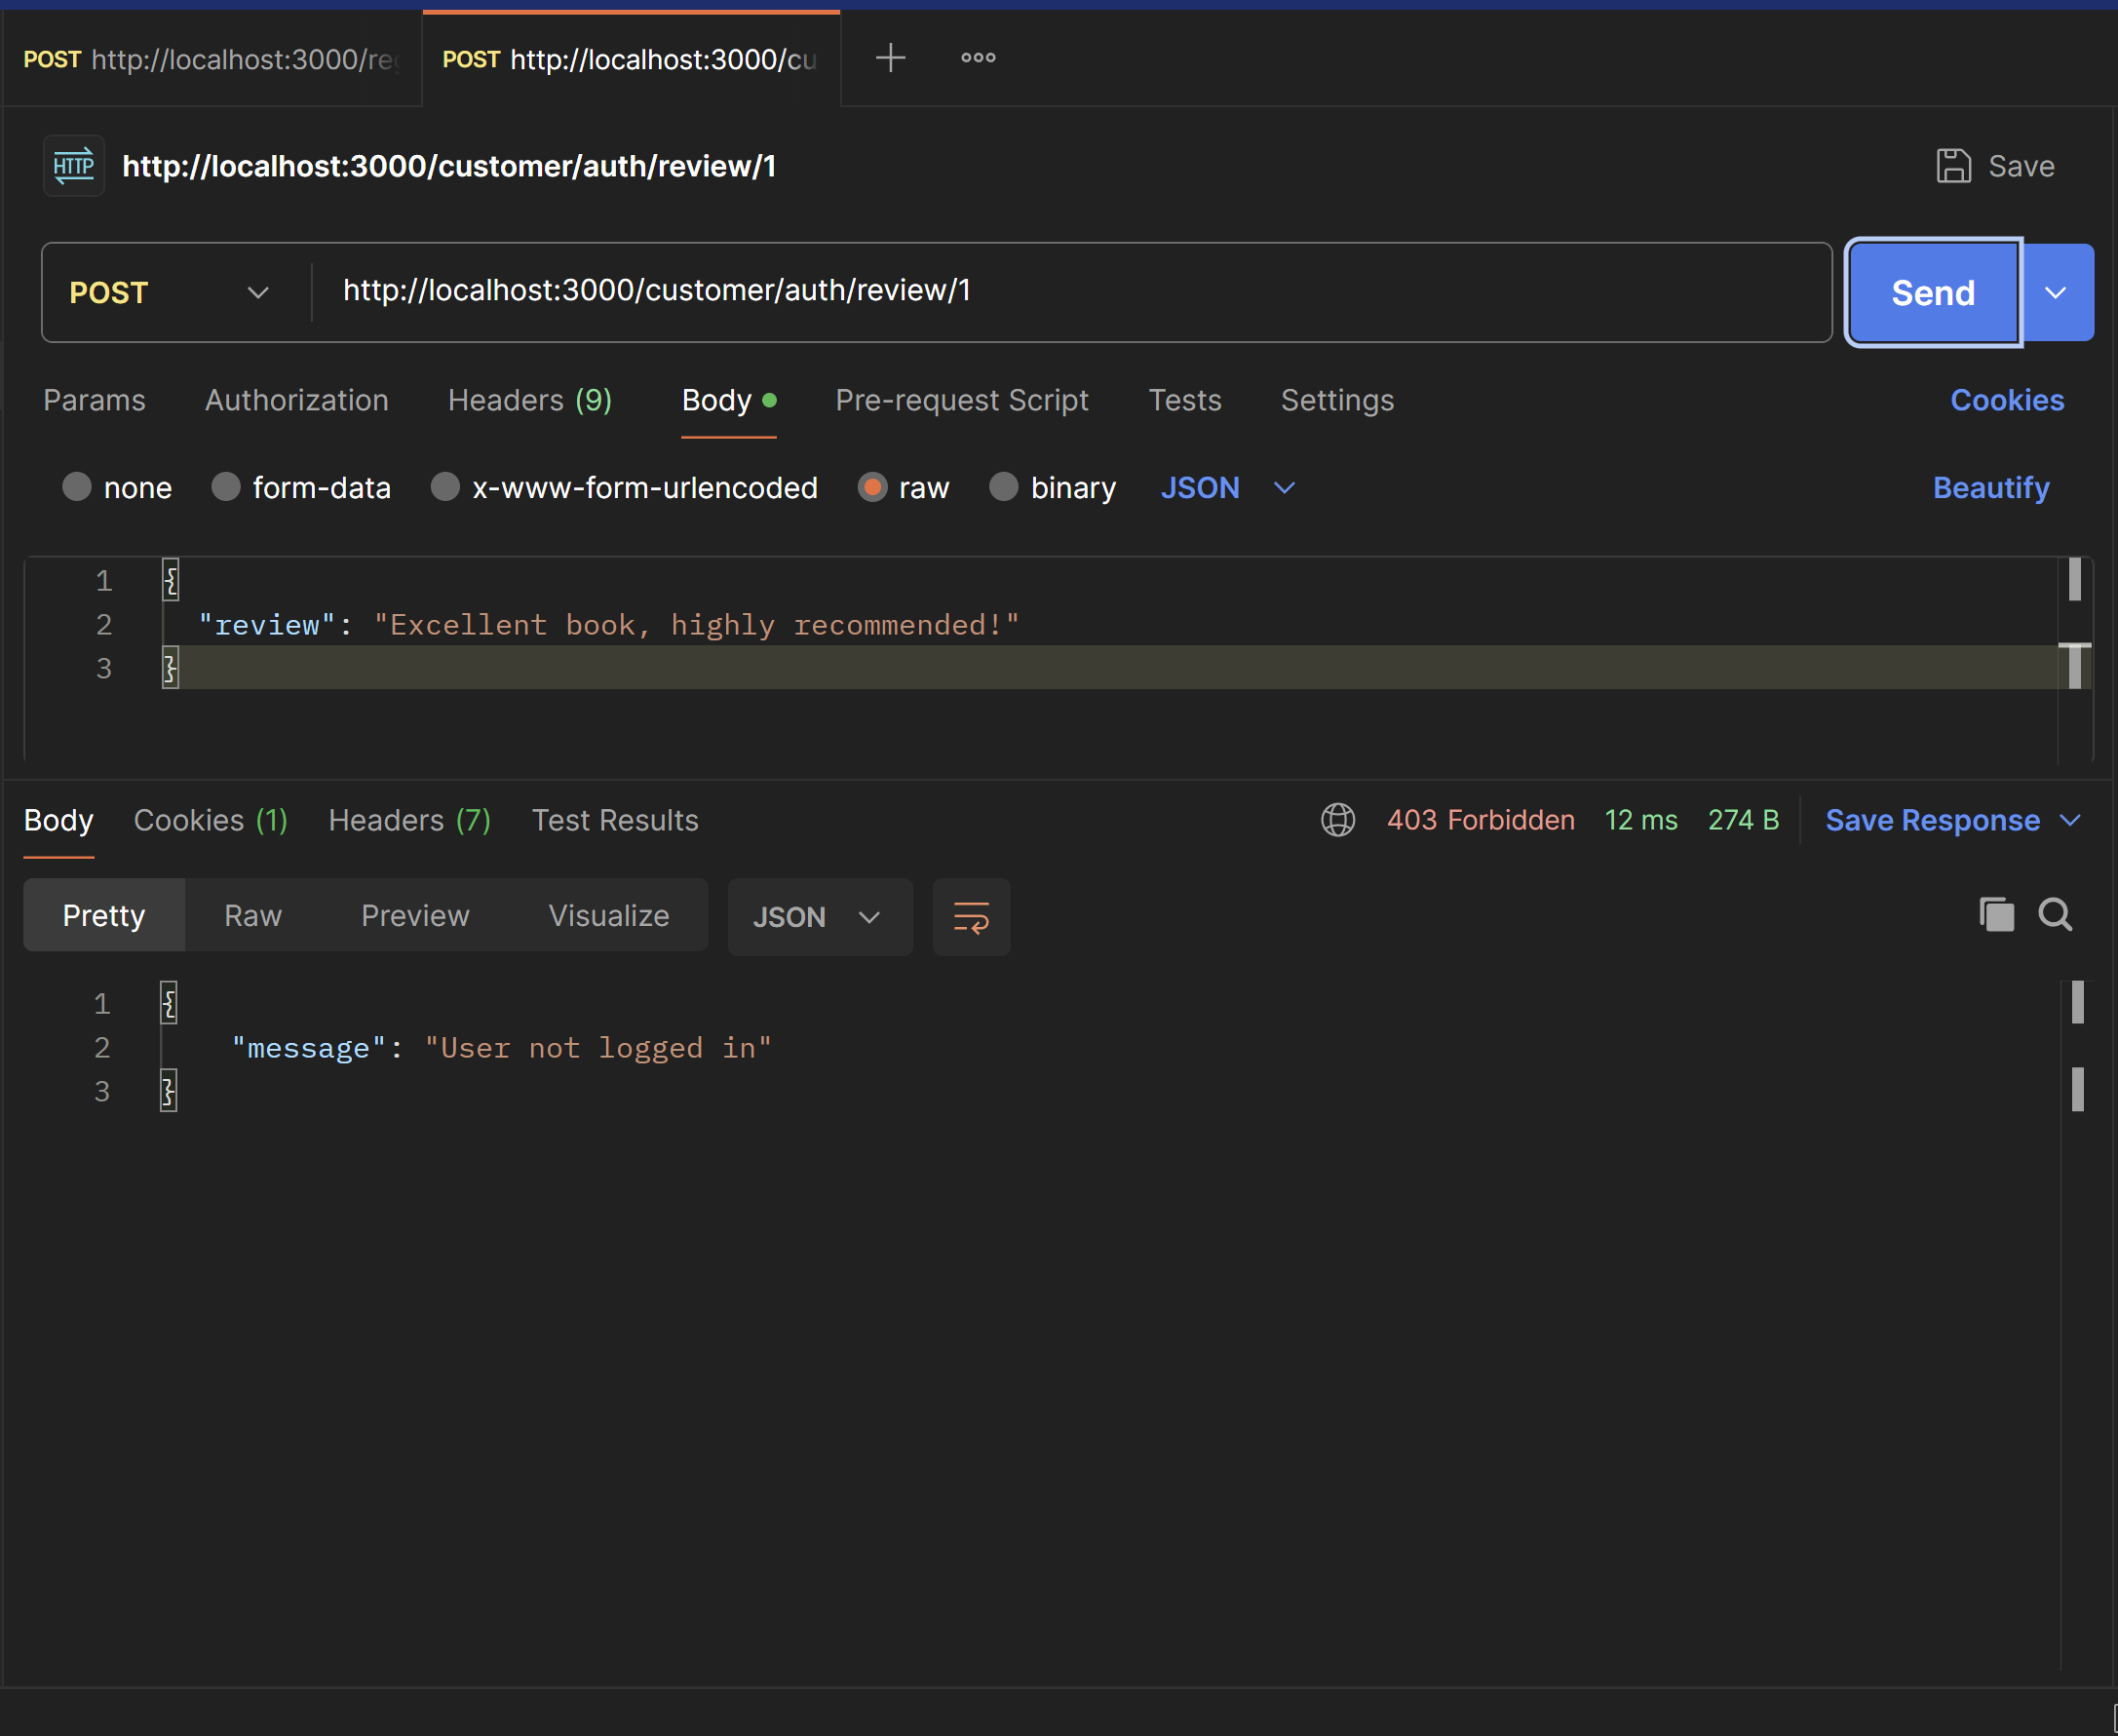 POST http://localhost:3000/re
POST http://localhost:3000/cu
HTTP http://localhost:3000/customer/auth/review/1
Save
POST
http://localhost:3000/customer/auth/review/1
Send
Params Authorization Headers (9) Body Pre-request Script Tests Settings Cookies
none form-data x-www-form-urlencoded raw binary JSON Beautify
1 {
2 "review": "Excellent book, highly recommended!"
3 }
Body Cookies (1) Headers (7) Test Results 403 Forbidden 12 ms 274 B Save Response
Pretty Raw Preview Visualize JSON
1 {
2 "message": "User not logged in"
3 }